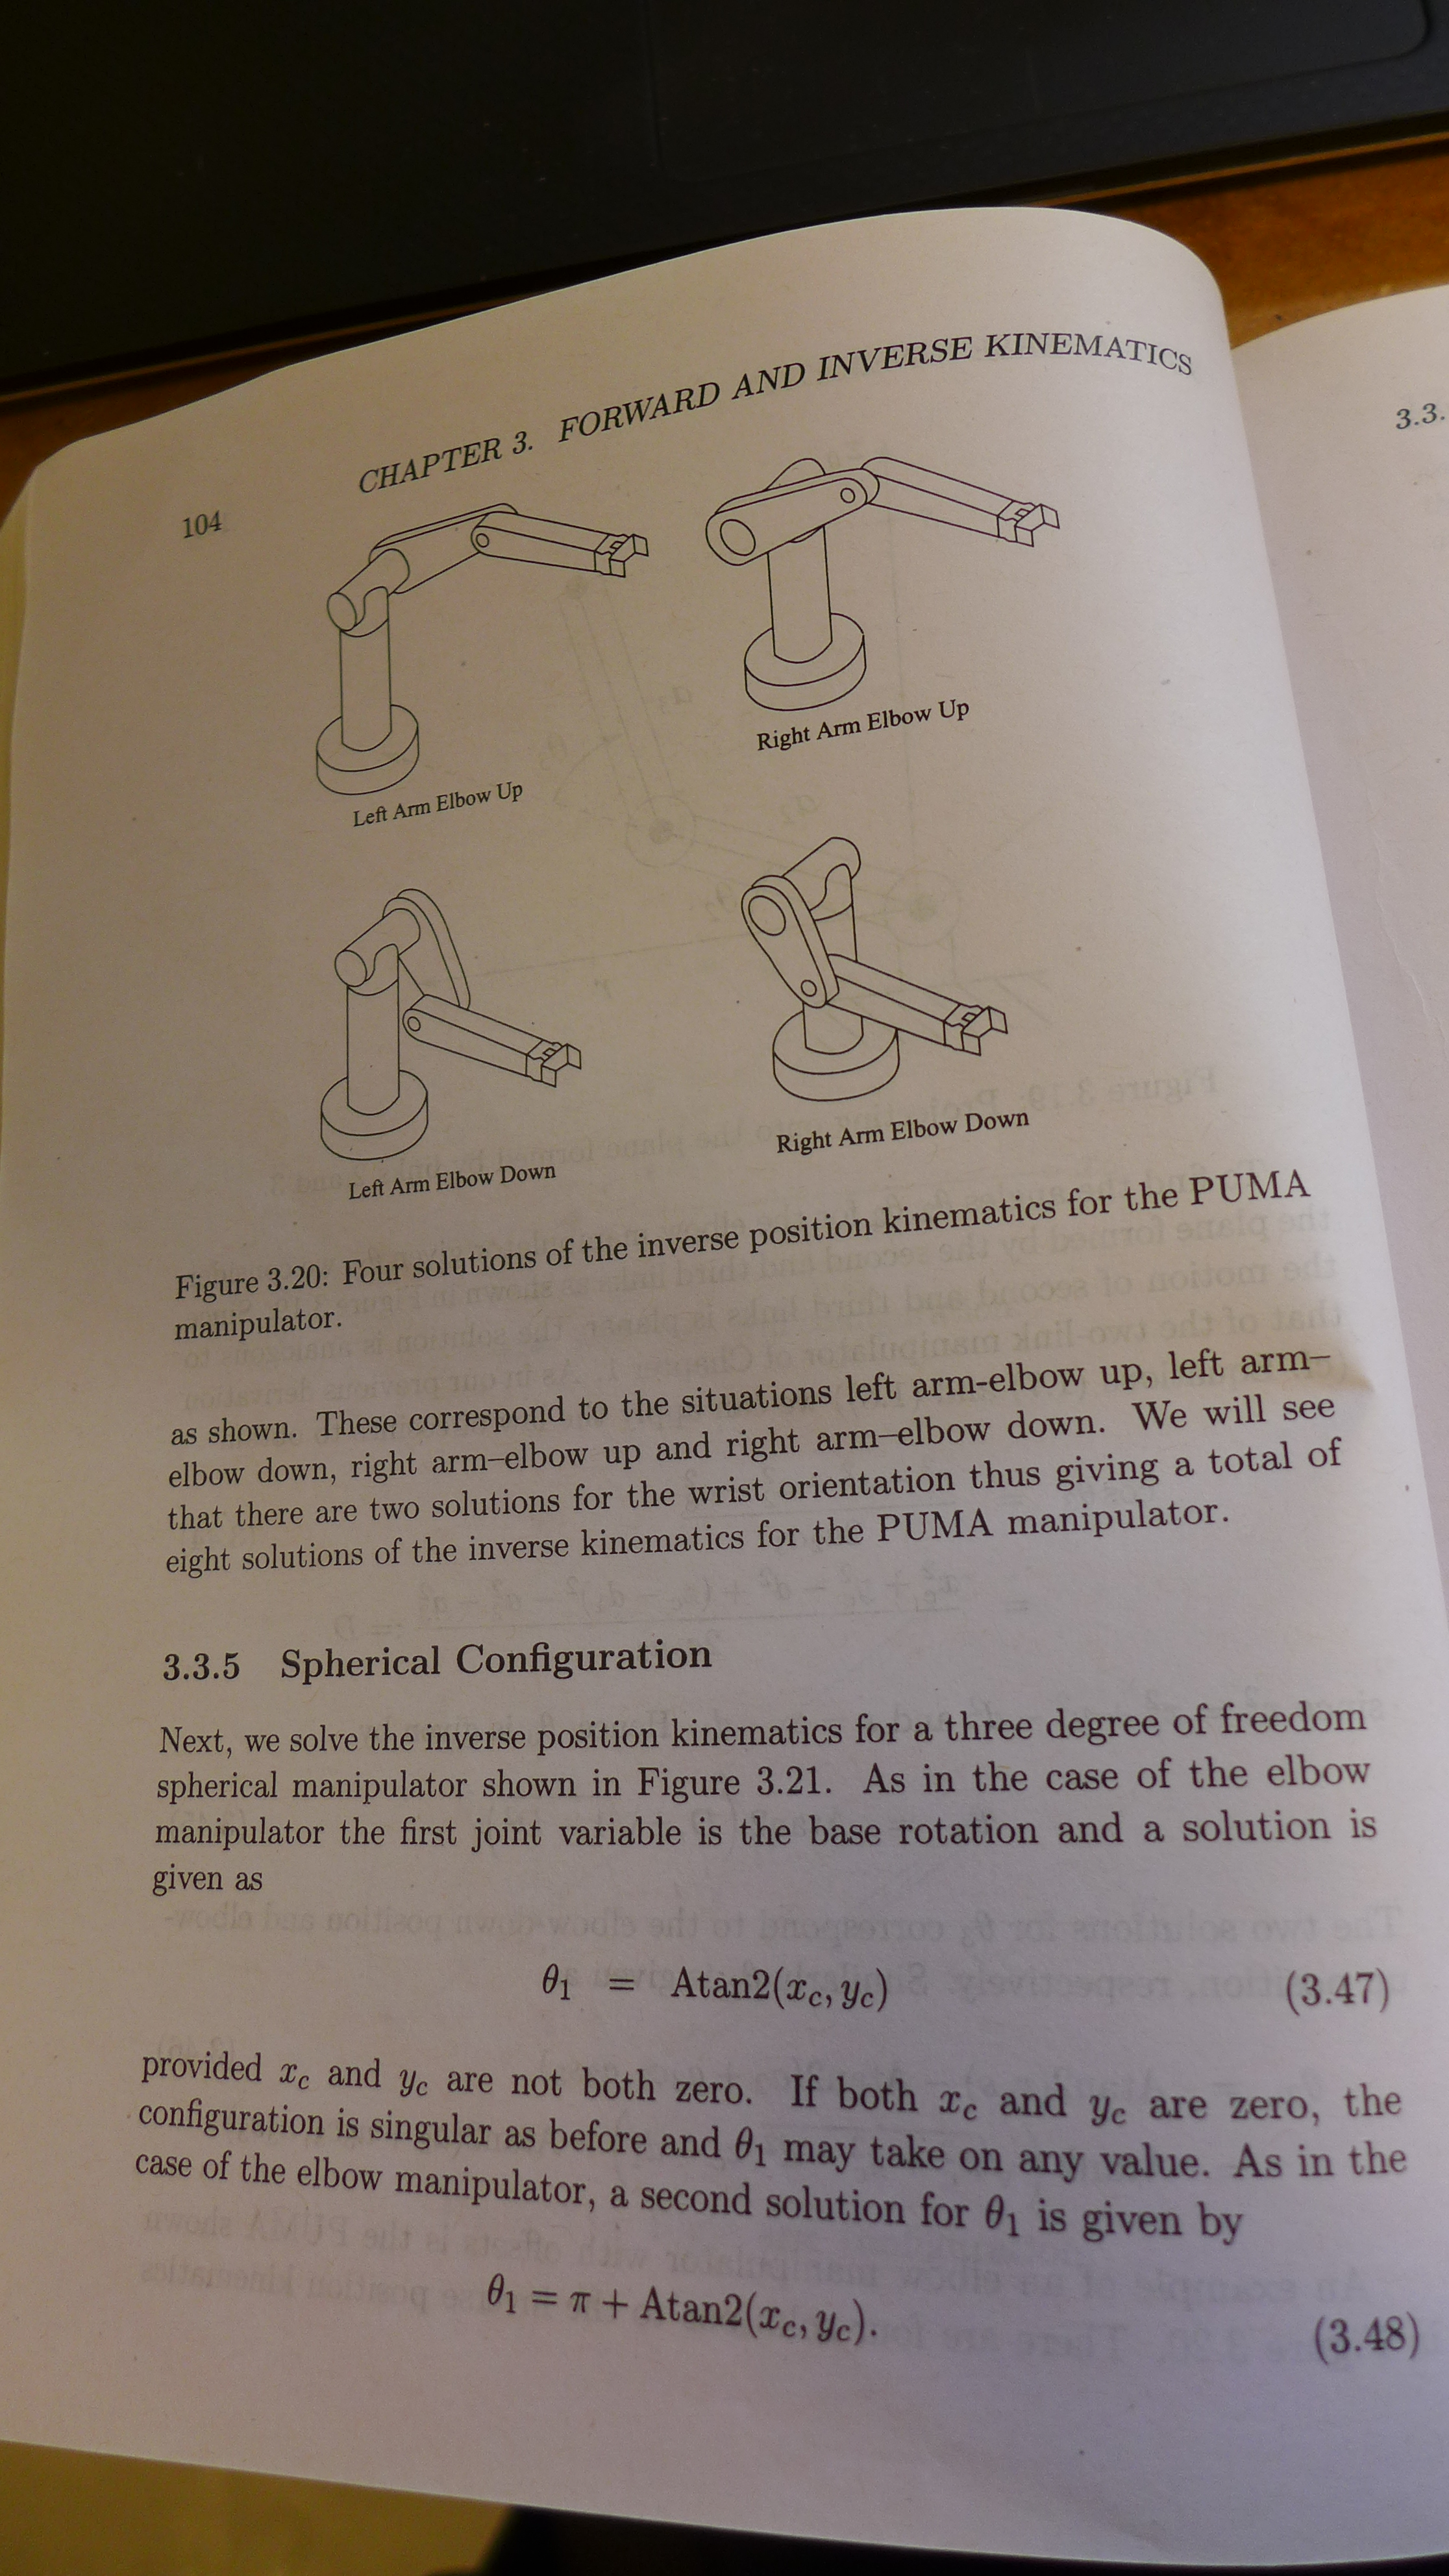 CHAPTER 3. FORWARD AND INVERSE KINEMATICS
104
3.3.
Left Arm Elbow Up
Right Arm Elbow Up
Left Arm Elbow Down
Right Arm Elbow Down
Figure 3.20: Four solutions of the inverse position kinematics for the PUMA
manipulator.
as shown. These correspond to the situations left arm-elbow up, left arm–
elbow down, right arm–elbow up and right arm–elbow down. We will see
that there are two solutions for the wrist orientation thus giving a total of
eight solutions of the inverse kinematics for the PUMA manipulator.
3.3.5 Spherical Configuration
Next, we solve the inverse position kinematics for a three degree of freedom
spherical manipulator shown in Figure 3.21. As in the case of the elbow
manipulator the first joint variable is the base rotation and a solution is
given as
θ₁ = Atan2(x_c, y_c) (3.47)
provided x_c and y_c are not both zero. If both x_c and y_c are zero, the
configuration is singular as before and θ₁ may take on any value. As in the
case of the elbow manipulator, a second solution for θ₁ is given by
θ₁ = π + Atan2(x_c, y_c). (3.48)